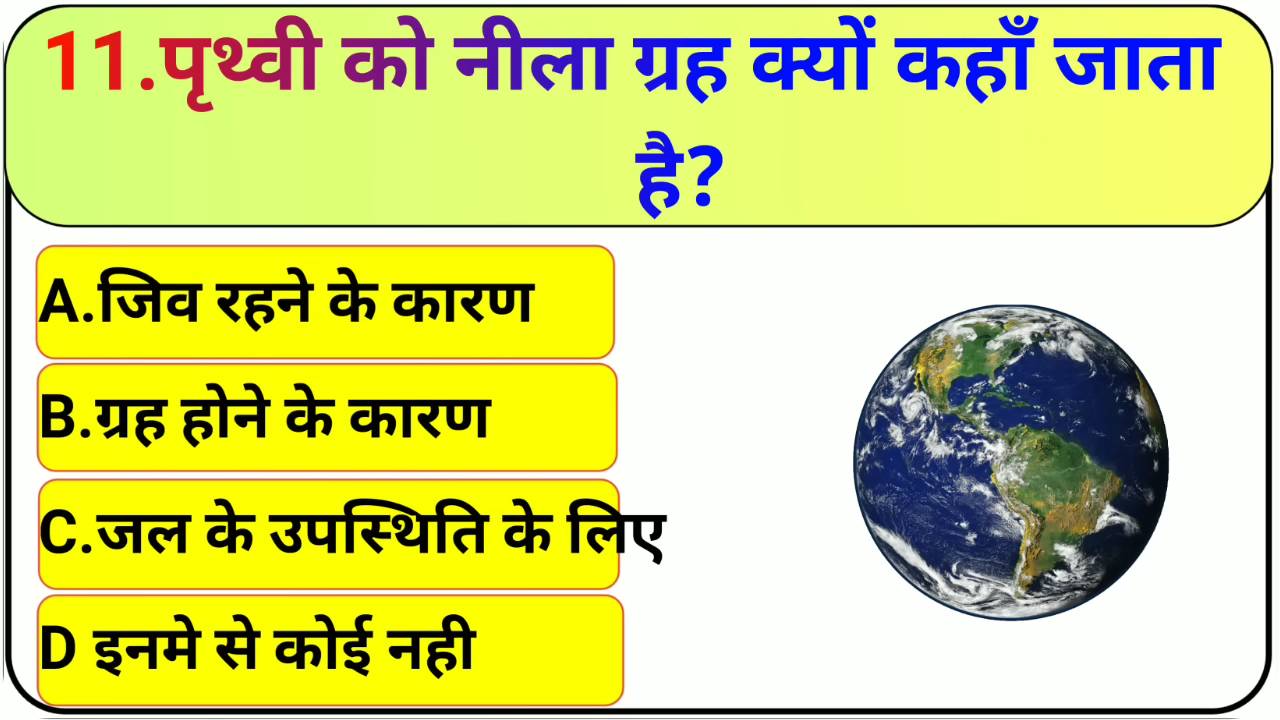 11.पृथ्वी को नीला ग्रह क्यों कहाँ जाता
है?
A.जिव रहने के कारण
B.ग्रह होने के कारण
C.जल के उपस्थिति के लिए
D इनमे से कोई नही